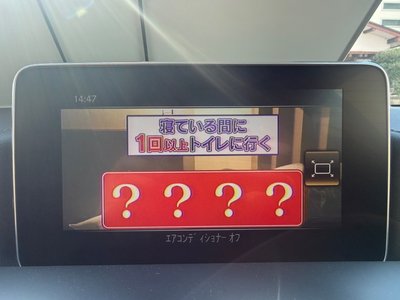 14:47
寝ている間に
1回以上トイレに行く
? ? ? ?
エアコンディショナー オフ